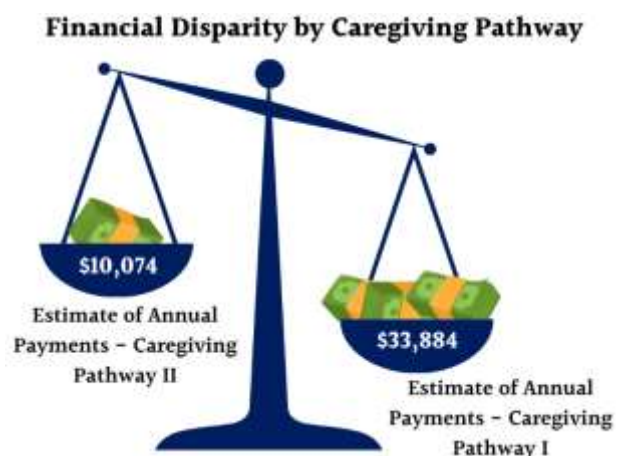 Financial Disparity by Caregiving Pathway
$10,074
Estimate of Annual
Payments – Caregiving
Pathway II
$33,884
Estimate of Annual
Payments – Caregiving
Pathway I